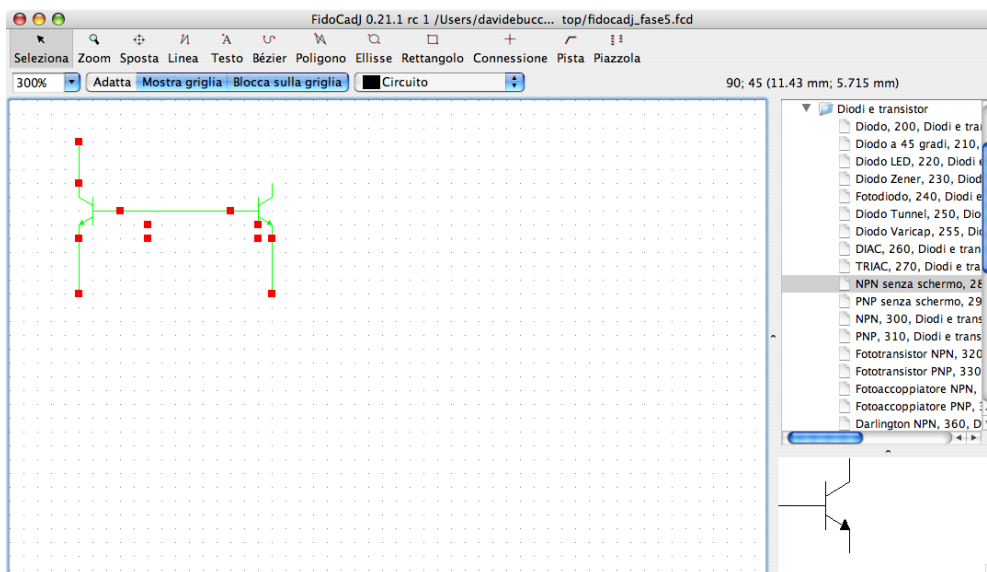 FidoCadJ 0.21.1 rc 1 /Users/davidebucc... top/fidocadj_fase5.fcd
Seleziona Zoom Sposta Linea Testo Bézier Poligono Ellisse Rettangolo Connessione Pista Piazzola
300% Adatta Mostra griglia Blocca sulla griglia Circuito 90; 45 (11.43 mm; 5.715 mm)
Diodi e transistor
Diodo, 200, Diodi e tra
Diodo a 45 gradi, 210,
Diodo LED, 220, Diodi e
Diodo Zener, 230, Diod
Fotodiodo, 240, Diodi e
Diodo Tunnel, 250, Dio
Diodo Varicap, 255, Di
DIAC, 260, Diodi e tran
TRIAC, 270, Diodi e tra
NPN senza schermo, 28
PNP senza schermo, 29
NPN, 300, Diodi e trans
PNP, 310, Diodi e trans
Fototransistor NPN, 320
Fototransistor PNP, 330
Fotoaccoppiatore NPN,
Fotoaccoppiatore PNP,
Darlington NPN, 360, D